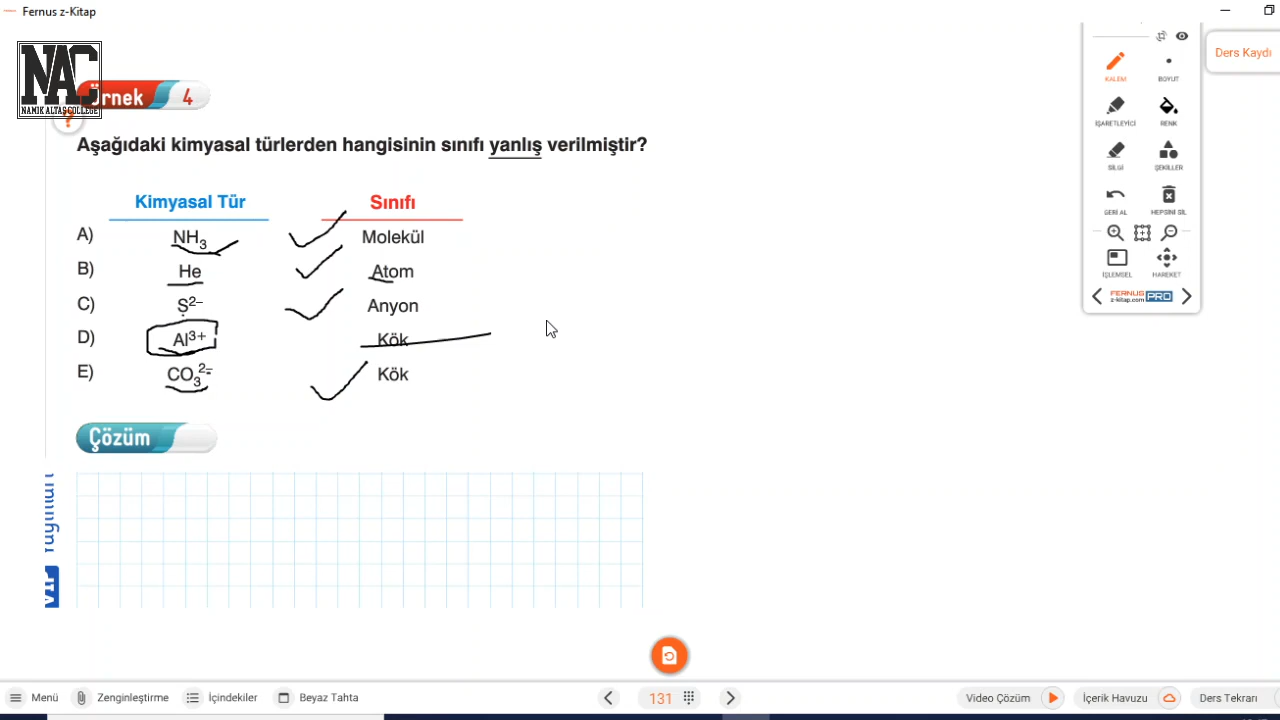 Fernus z-Kitap
NAC
NAMIK ALTAŞ COLLEGE
Örnek 4
?
Aşağıdaki kimyasal türlerden hangisinin sınıfı yanlış verilmiştir?
Kimyasal Tür Sınıfı
A) NH₃ Molekül
B) He Atom
C) S²⁻ Anyon
D) Al³⁺ Kök
E) CO₃²⁻ Kök
Çözüm
Yayınları
VIP
Ders Kaydı
KALEM BOYUT
İŞARETLEYİCİ RENK
SİLGİ ŞEKİLLER
GERİ AL HEPSİNİ SİL
İŞLEMSEL HAREKET
FERNUS
z-kitap.com PRO
Menü Zenginleştirme İçindekiler Beyaz Tahta 131 Video Çözüm İçerik Havuzu Ders Tekrarı